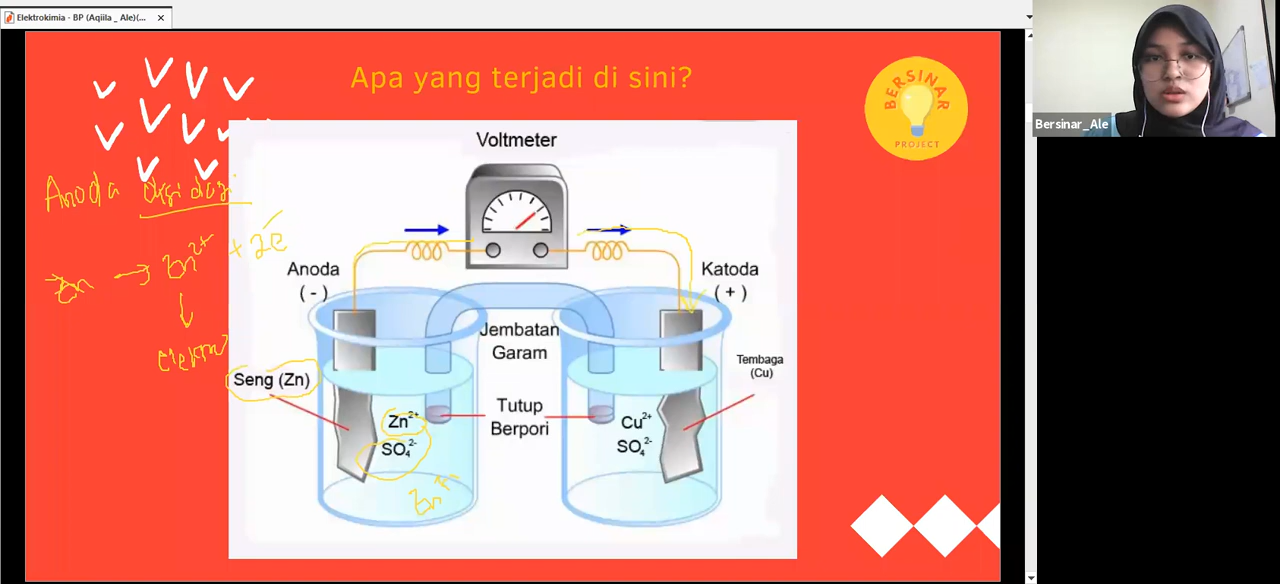 Elektrokimia - BP (Aqiila _ Ale)(...
Apa yang terjadi di sini?
BERSINAR
PROJECT
Bersinar_Ale
Voltmeter
Anoda
Zn → Zn²⁺ + 2e⁻
Anoda
( - )
Katoda
( + )
Jembatan
Garam
Seng (Zn)
Tembaga
(Cu)
Tutup
Berpori
Zn²⁺
SO₄²⁻
Cu²⁺
SO₄²⁻